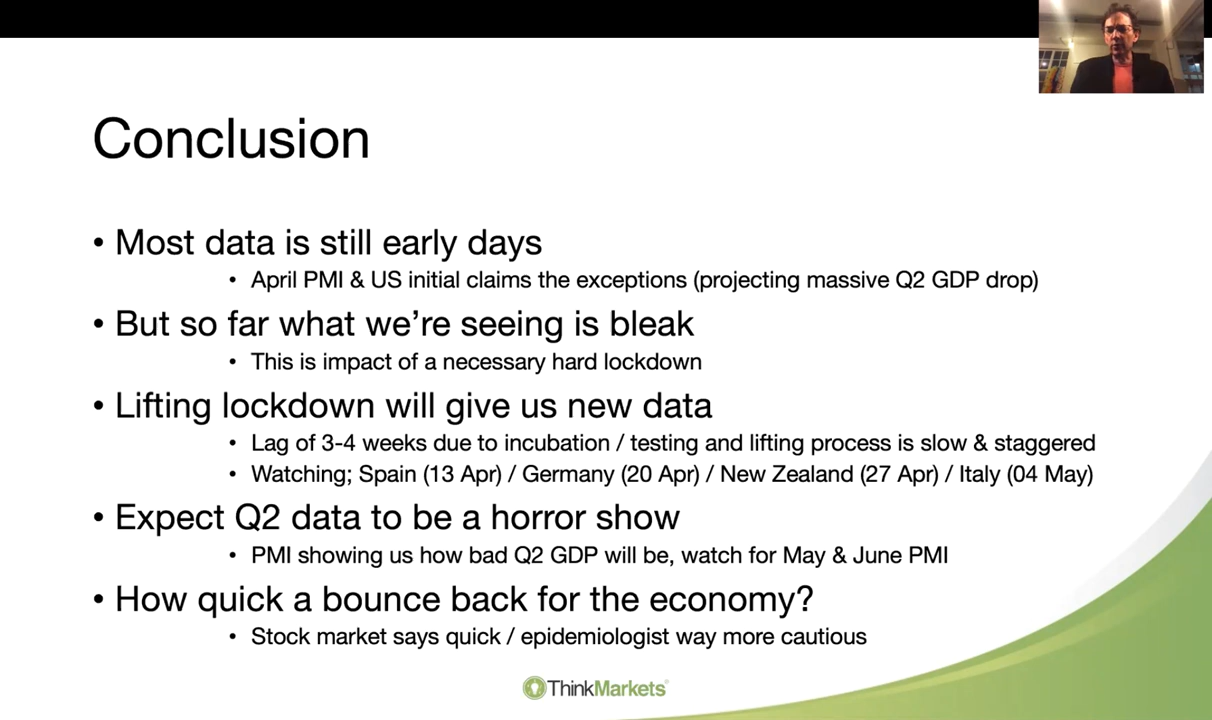 Conclusion
• Most data is still early days
• April PMI & US initial claims the exceptions (projecting massive Q2 GDP drop)
• But so far what we’re seeing is bleak
• This is impact of a necessary hard lockdown
• Lifting lockdown will give us new data
• Lag of 3-4 weeks due to incubation / testing and lifting process is slow & staggered
• Watching; Spain (13 Apr) / Germany (20 Apr) / New Zealand (27 Apr) / Italy (04 May)
• Expect Q2 data to be a horror show
• PMI showing us how bad Q2 GDP will be, watch for May & June PMI
• How quick a bounce back for the economy?
• Stock market says quick / epidemiologist way more cautious
ThinkMarkets